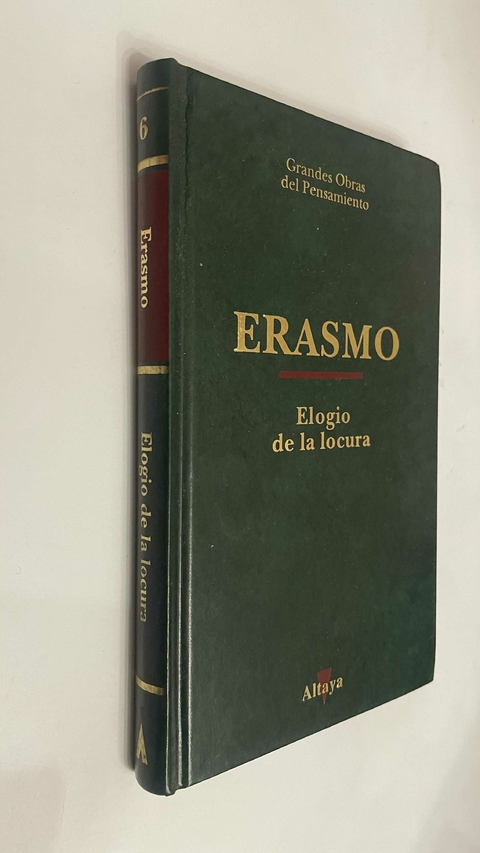 6
Erasmo
Elogio de la locura
Grandes Obras
del Pensamiento
ERASMO
Elogio
de la locura
Altaya